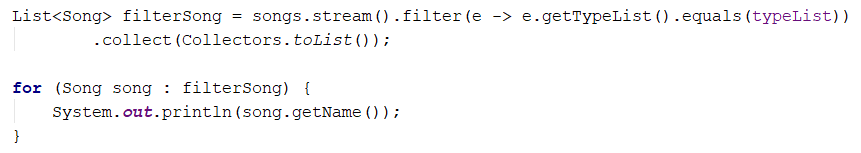 List<Song> filterSong = songs.stream().filter(e -> e.getTypeList().equals(typeList))
        .collect(Collectors.toList());

for (Song song : filterSong) {
    System.out.println(song.getName());
}